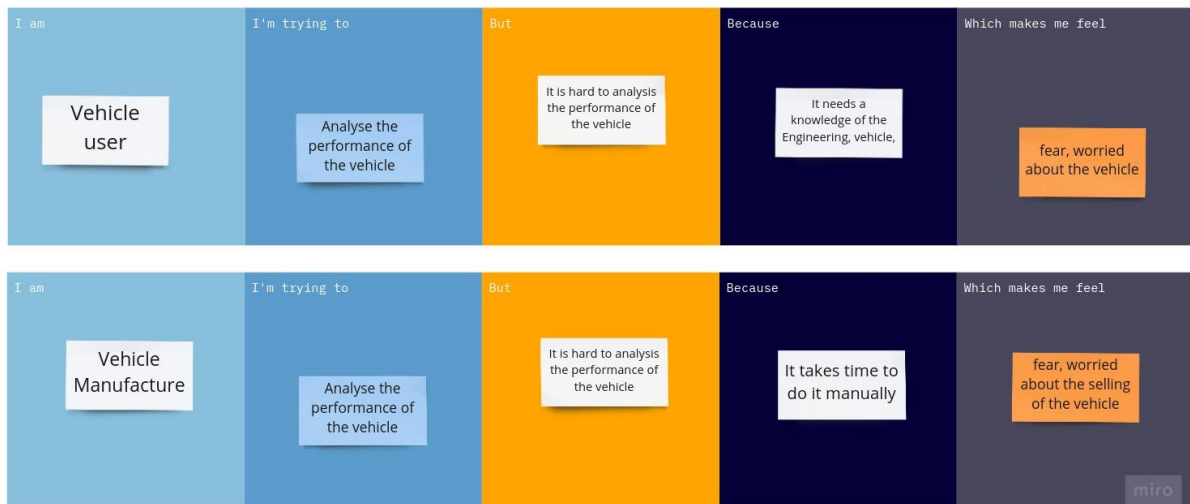 I am
I'm trying to
But
Because
Which makes me feel
Vehicle
user
Analyse the
performance of
the vehicle
It is hard to analysis
the performance of
the vehicle
It needs a
knowledge of the
Engineering, vehicle,
fear, worried
about the vehicle
I am
I'm trying to
But
Because
Which makes me feel
Vehicle
Manufacture
Analyse the
performance of
the vehicle
It is hard to analysis
the performance of
the vehicle
It takes time to
do it manually
fear, worried
about the selling
of the vehicle
miro